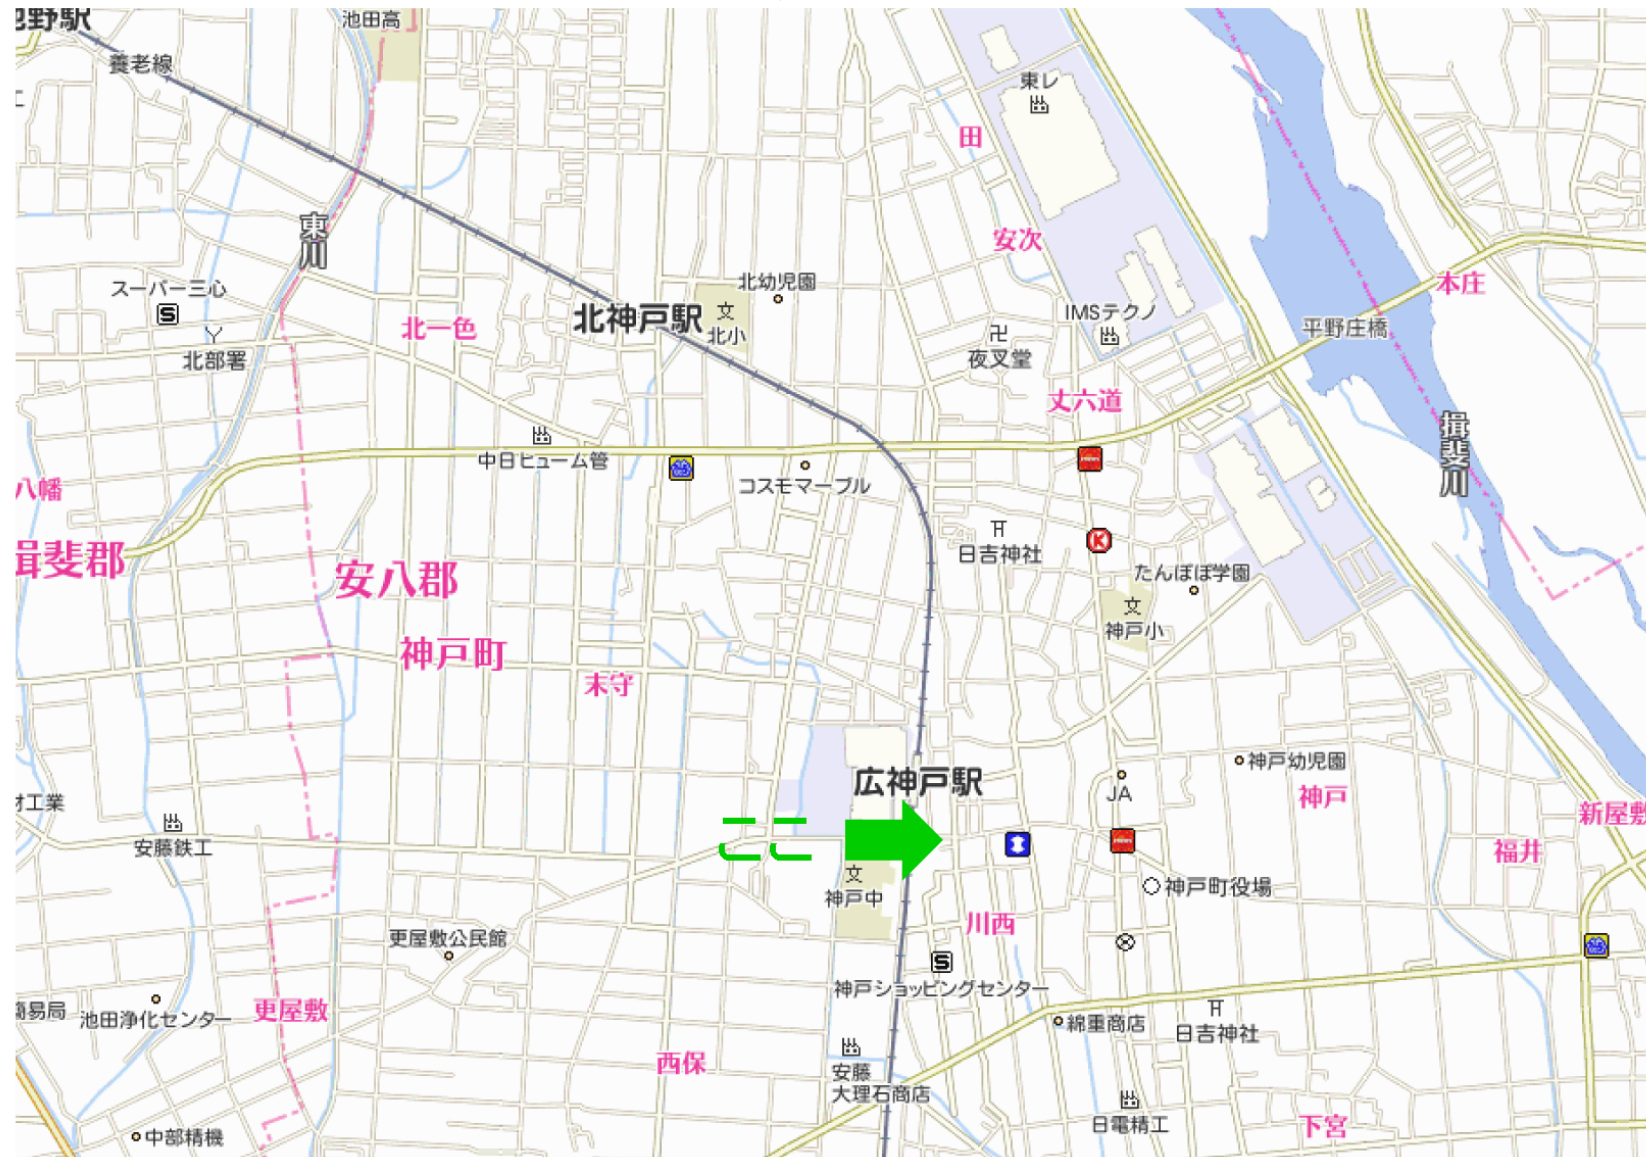 池野駅
池田高
養老線
東レ
田
東川
安次
スーパー三心
北幼児園
本庄
北神戸駅
北小
IMSテクノ
平野庄橋
北一色
北部署
夜叉堂
丈六道
揖斐川
中日ヒューム管
コスモマーブル
八幡
揖斐郡
日吉神社
K
安八郡
たんぽぽ学園
神戸小
神戸町
末守
神戸幼児園
広神戸駅
JA
神戸
新屋敷
材工業
安藤鉄工
福井
神戸町役場
神戸中
川西
更屋敷公民館
S
神戸ショッピングセンター
簡易局
池田浄化センター
更屋敷
綿重商店
日吉神社
西保
安藤
大理石商店
日電精工
下宮
中部精機